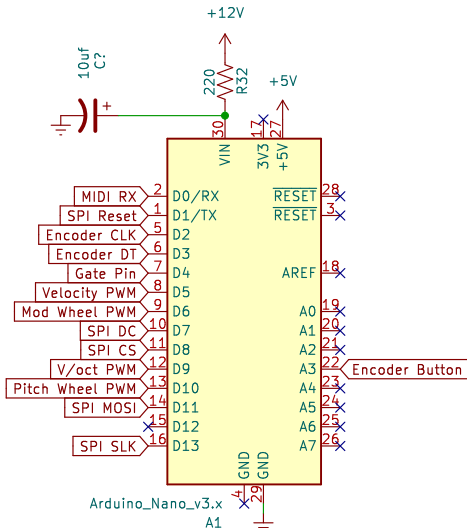 +12V
10uf
C?
+
220
R32
+5V
30
17
27
VIN
3V3
+5V
MIDI RX 2 D0/RX RESET 28
SPI Reset 1 D1/TX RESET 3
Encoder CLK 5 D2
Encoder DT 6 D3
Gate Pin 7 D4 AREF 18
Velocity PWM 8 D5
Mod Wheel PWM 9 D6 A0 19
SPI DC 10 D7 A1 20
SPI CS 11 D8 A2 21
V/oct PWM 12 D9 A3 22 Encoder Button
Pitch Wheel PWM 13 D10 A4 23
SPI MOSI 14 D11 A5 24
15 D12 A6 25
SPI SLK 16 D13 A7 26
GND
GND
4
29
Arduino_Nano_v3.x
A1